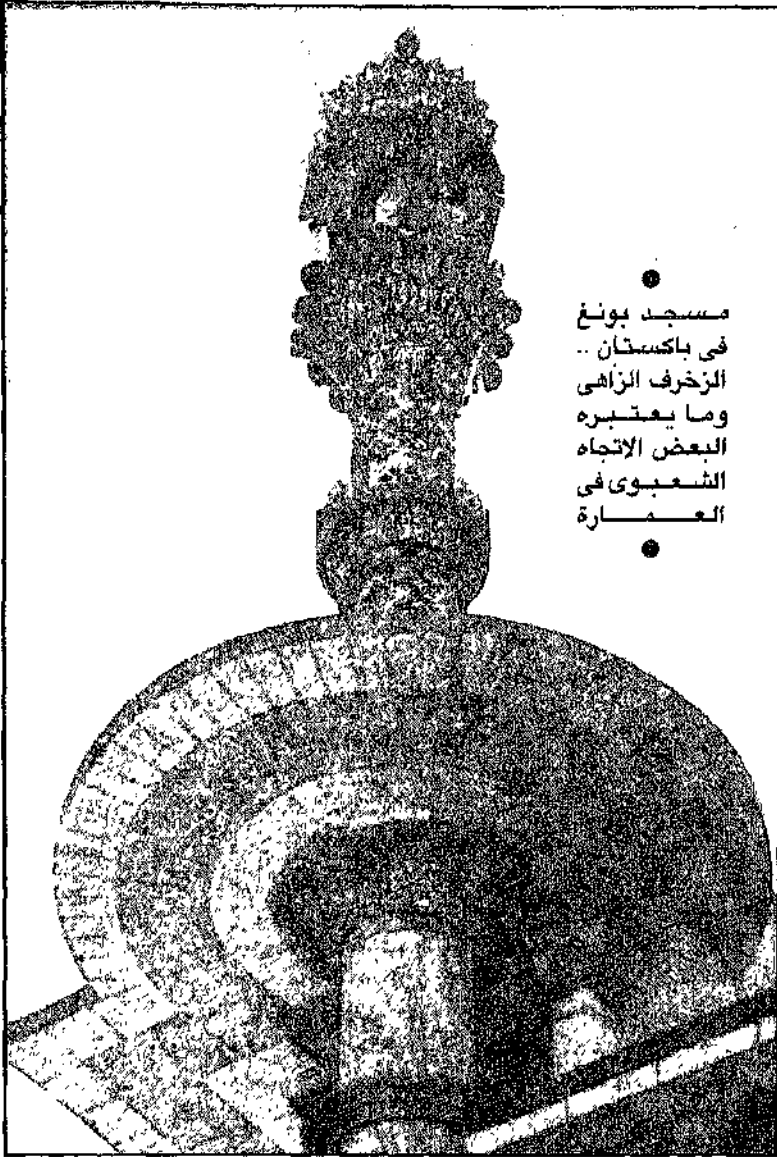 مسجد بونغ
فى باكستان ..
الزخرف الزاهى
وما يعتبره
البعض الاتجاه
الشعبوى فى
العمارة